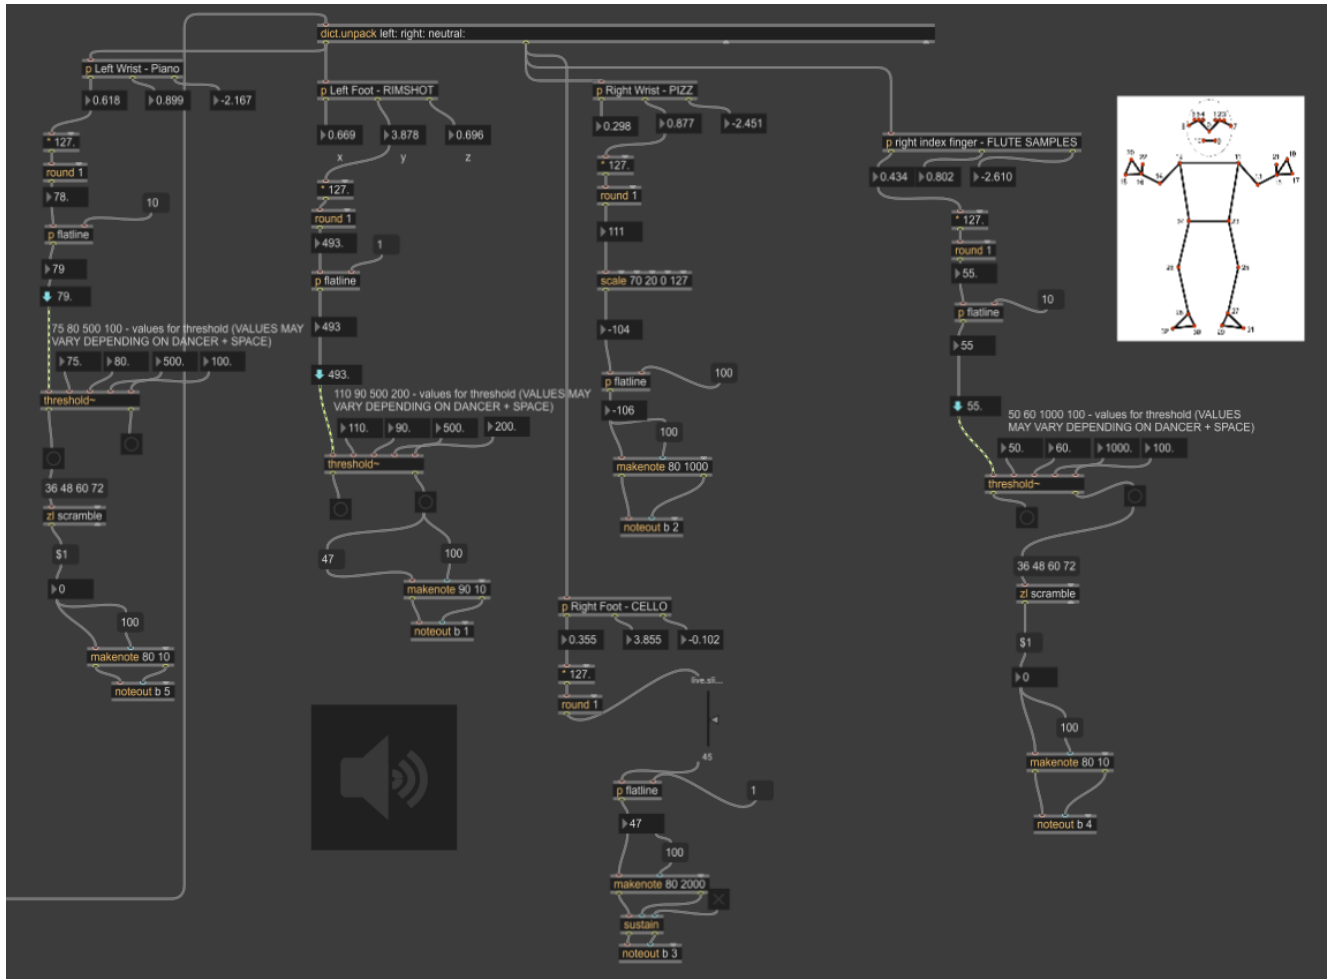 dict.unpack left: right: neutral:
p Left Wrist - Piano
0.618 0.899 -2.167
* 127.
round 1
78.
10
p flatline
79
79.
75 80 500 100 - values for threshold (VALUES MAY
VARY DEPENDING ON DANCER + SPACE)
75. 80. 500. 100.
threshold~
36 48 60 72
zl scramble
$1
0
100
makenote 80 10
noteout b 5
p Left Foot - RIMSHOT
0.669 3.878 0.696
x y z
* 127.
round 1
493.
1
p flatline
493
493.
110 90 500 200 - values for threshold (VALUES MAY
VARY DEPENDING ON DANCER + SPACE)
110. 90. 500. 200.
threshold~
47
100
makenote 90 10
noteout b 1
p Right Wrist - PIZZ
0.298 0.877 -2.451
* 127.
round 1
111
scale 70 20 0 127
-104
p flatline
100
-106
100
makenote 80 1000
noteout b 2
p Right Foot - CELLO
0.355 3.855 -0.102
* 127.
round 1
live.sli...
45
p flatline
1
47
100
makenote 80 2000
sustain
noteout b 3
p right index finger - FLUTE SAMPLES
0.434 0.802 -2.610
* 127.
round 1
55.
10
p flatline
55
55.
50 60 1000 100 - values for threshold (VALUES
MAY VARY DEPENDING ON DANCER + SPACE)
50. 60. 1000. 100.
threshold~
36 48 60 72
zl scramble
$1
0
100
makenote 80 10
noteout b 4